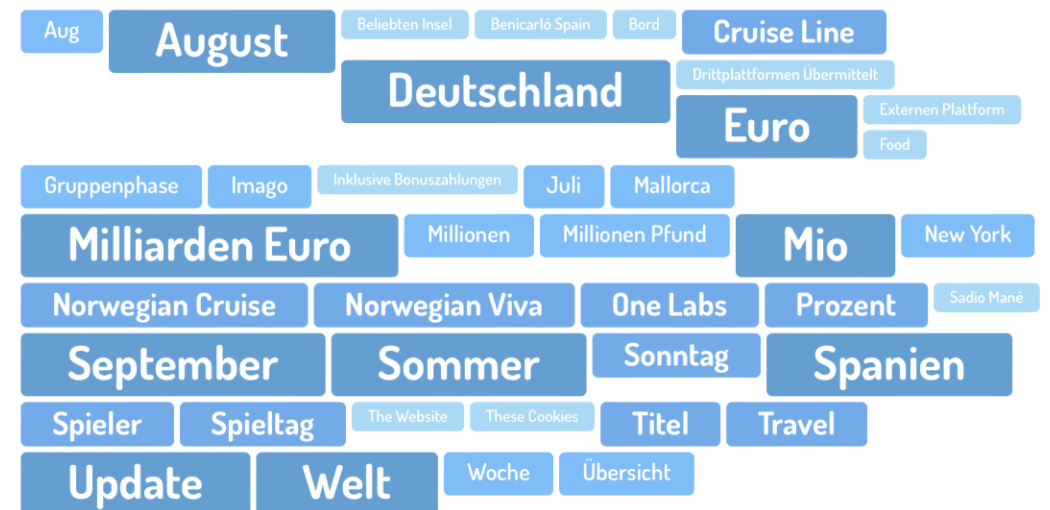 Aug August Beliebten Insel Benicarló Spain Bord Cruise Line
Deutschland Drittplattformen Übermittelt
Euro Externen Plattform
Food
Gruppenphase Imago Inklusive Bonuszahlungen Juli Mallorca
Milliarden Euro Millionen Millionen Pfund Mio New York
Norwegian Cruise Norwegian Viva One Labs Prozent Sadio Mané
September Sommer Sonntag Spanien
Spieler Spieltag The Website These Cookies Titel Travel
Update Welt Woche Übersicht